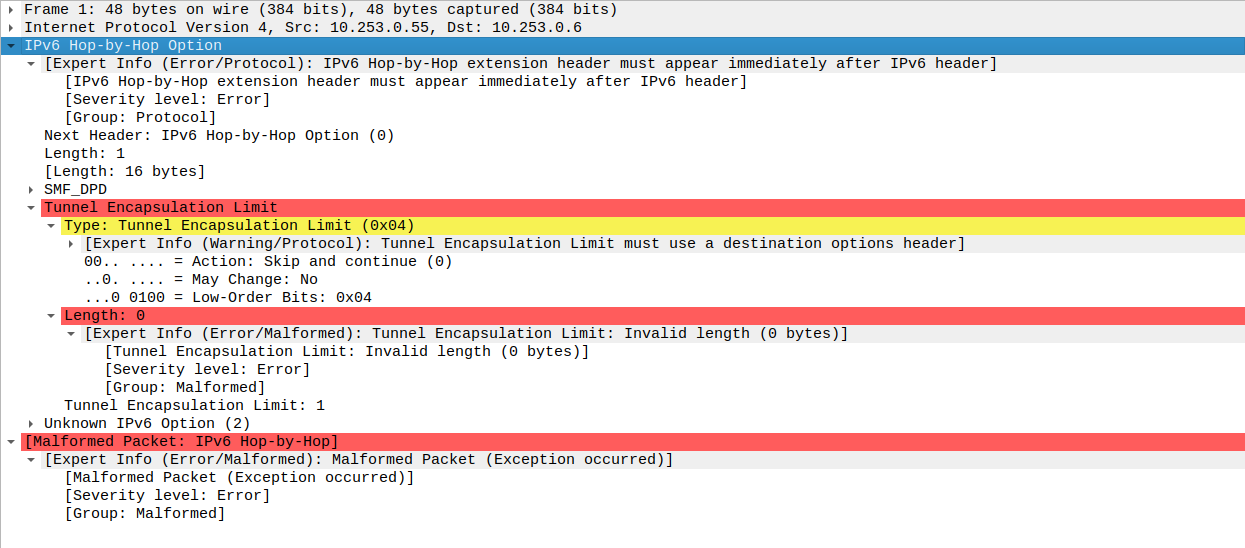 Frame 1: 48 bytes on wire (384 bits), 48 bytes captured (384 bits)
Internet Protocol Version 4, Src: 10.253.0.55, Dst: 10.253.0.6
IPv6 Hop-by-Hop Option
[Expert Info (Error/Protocol): IPv6 Hop-by-Hop extension header must appear immediately after IPv6 header]
[IPv6 Hop-by-Hop extension header must appear immediately after IPv6 header]
[Severity level: Error]
[Group: Protocol]
Next Header: IPv6 Hop-by-Hop Option (0)
Length: 1
[Length: 16 bytes]
SMF_DPD
Tunnel Encapsulation Limit
Type: Tunnel Encapsulation Limit (0x04)
[Expert Info (Warning/Protocol): Tunnel Encapsulation Limit must use a destination options header]
00.. .... = Action: Skip and continue (0)
..0. .... = May Change: No
...0 0100 = Low-Order Bits: 0x04
Length: 0
[Expert Info (Error/Malformed): Tunnel Encapsulation Limit: Invalid length (0 bytes)]
[Tunnel Encapsulation Limit: Invalid length (0 bytes)]
[Severity level: Error]
[Group: Malformed]
Tunnel Encapsulation Limit: 1
Unknown IPv6 Option (2)
[Malformed Packet: IPv6 Hop-by-Hop]
[Expert Info (Error/Malformed): Malformed Packet (Exception occurred)]
[Malformed Packet (Exception occurred)]
[Severity level: Error]
[Group: Malformed]